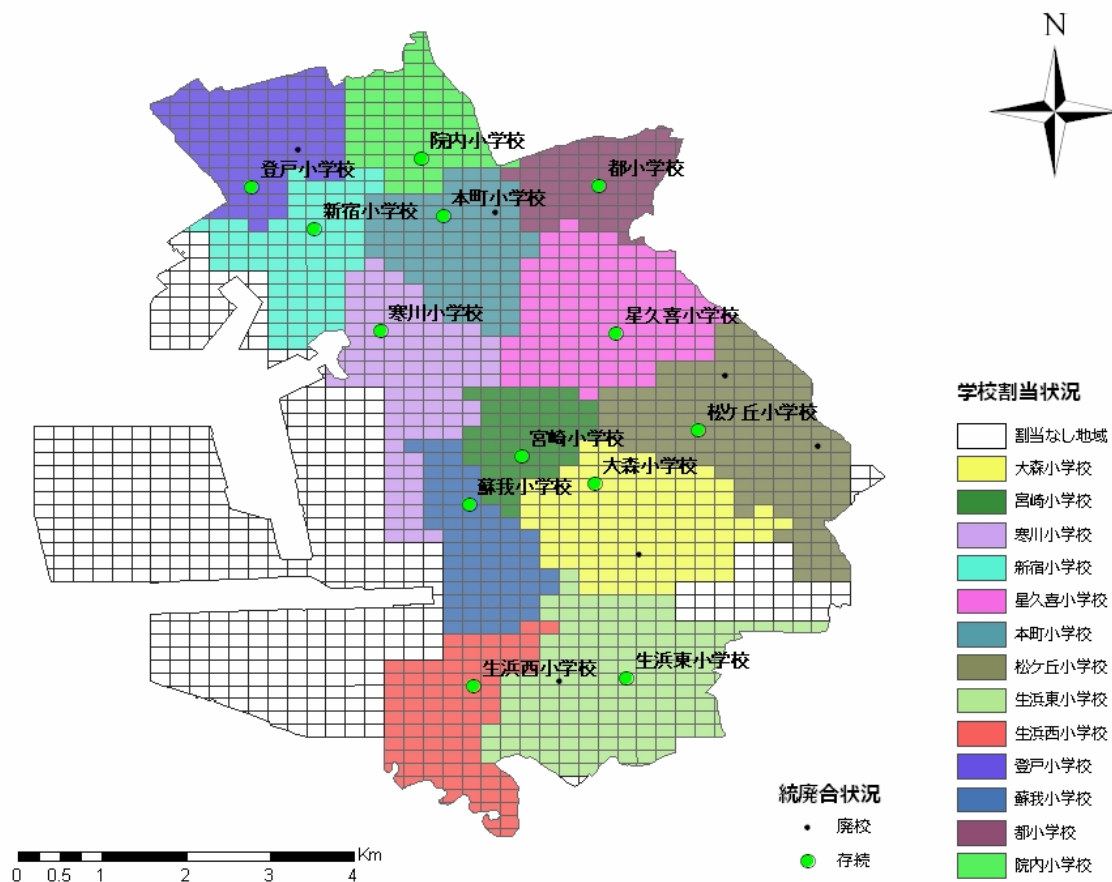 N
院内小学校
登戸小学校
都小学校
本町小学校
新宿小学校
寒川小学校
星久喜小学校
松ケ丘小学校
宮崎小学校
大森小学校
蘇我小学校
生浜東小学校
生浜西小学校
学校割当状況
割当なし地域
大森小学校
宮崎小学校
寒川小学校
新宿小学校
星久喜小学校
本町小学校
松ケ丘小学校
生浜東小学校
生浜西小学校
登戸小学校
蘇我小学校
都小学校
院内小学校
統廃合状況
廃校
存続
Km
0 0.5 1 2 3 4